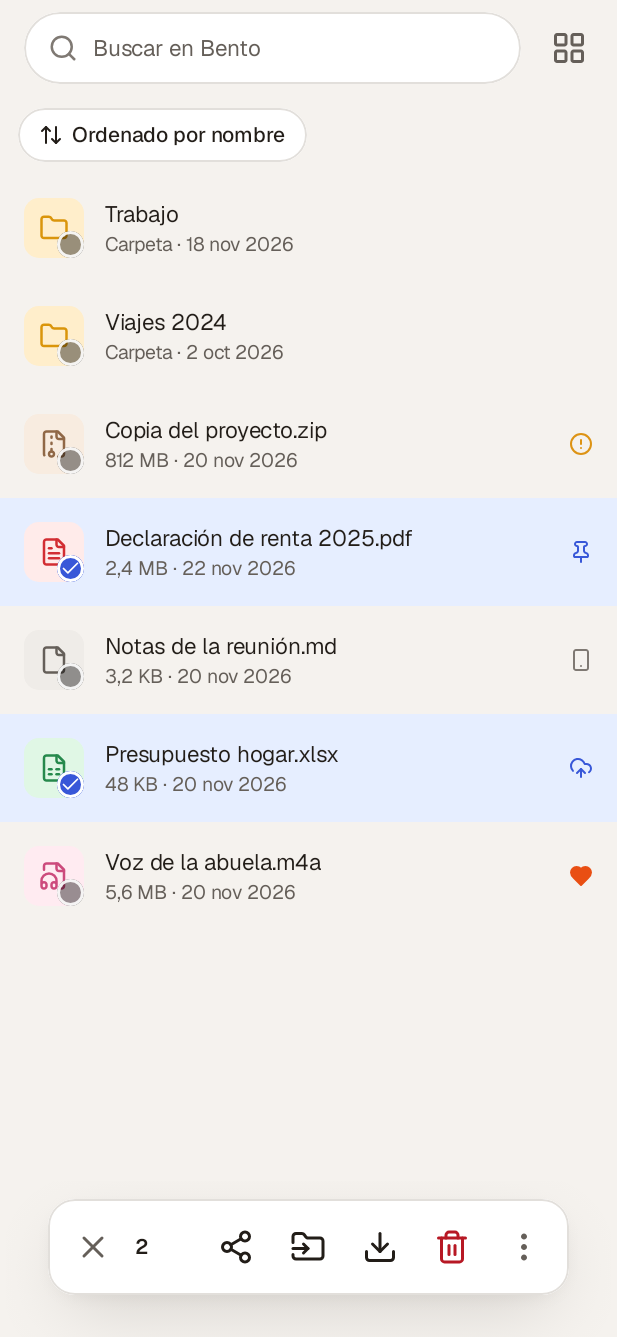 Buscar en Bento
Ordenado por nombre
Trabajo
Carpeta · 18 nov 2026
Viajes 2024
Carpeta · 2 oct 2026
Copia del proyecto.zip
812 MB · 20 nov 2026
Declaración de renta 2025.pdf
2,4 MB · 22 nov 2026
Notas de la reunión.md
3,2 KB · 20 nov 2026
Presupuesto hogar.xlsx
48 KB · 20 nov 2026
Voz de la abuela.m4a
5,6 MB · 20 nov 2026
2